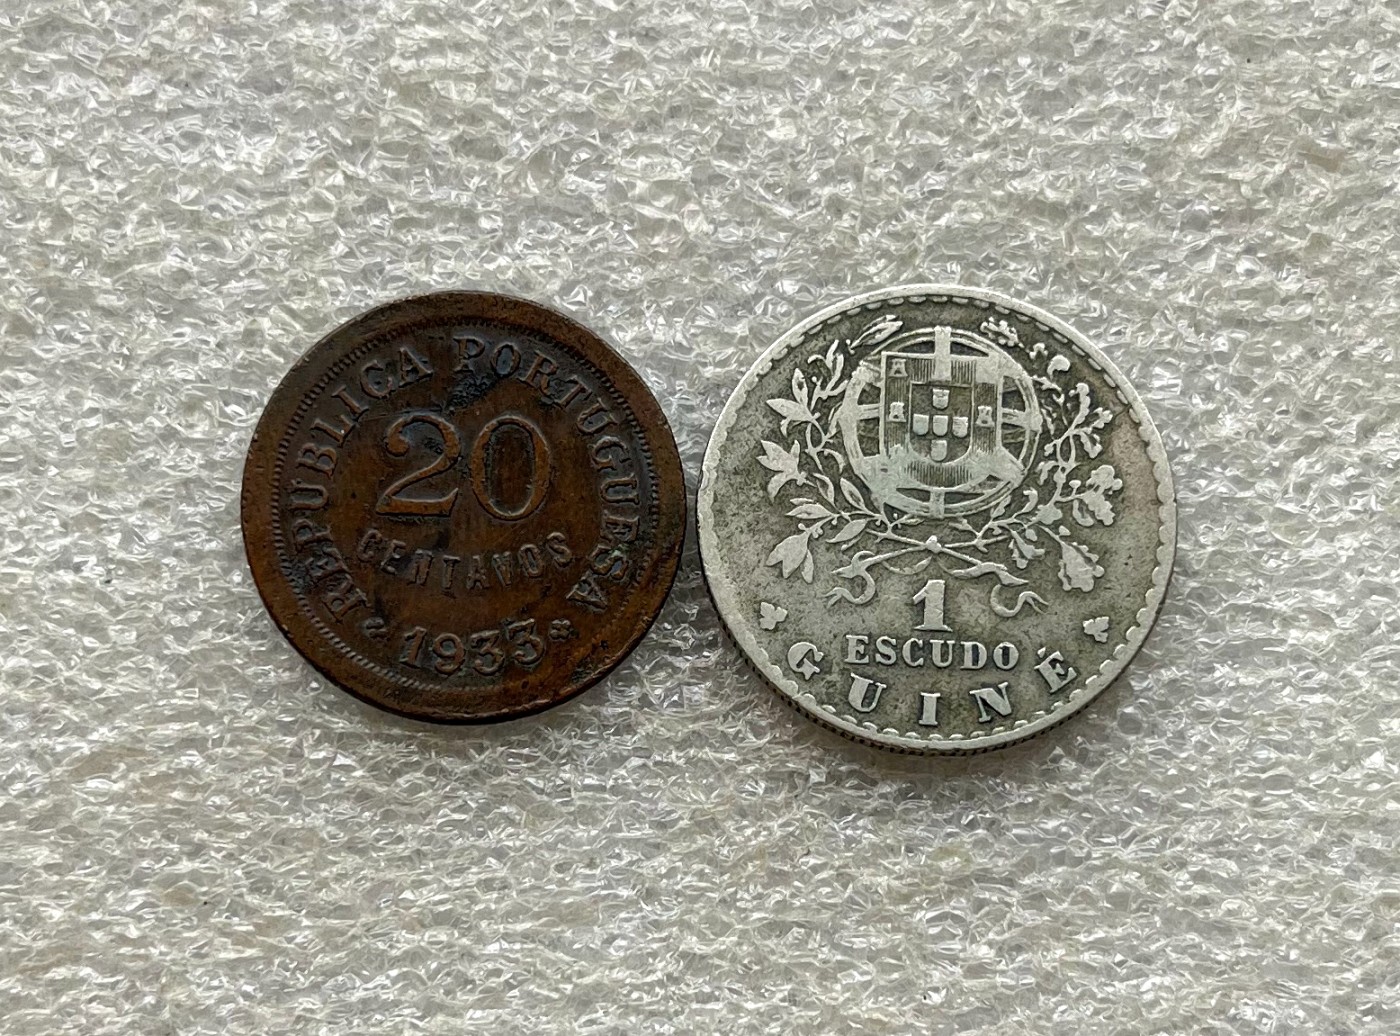 REPUBLICA PORTUGUESA
20
CENTAVOS
1933
1
ESCUDO
GUINÉ